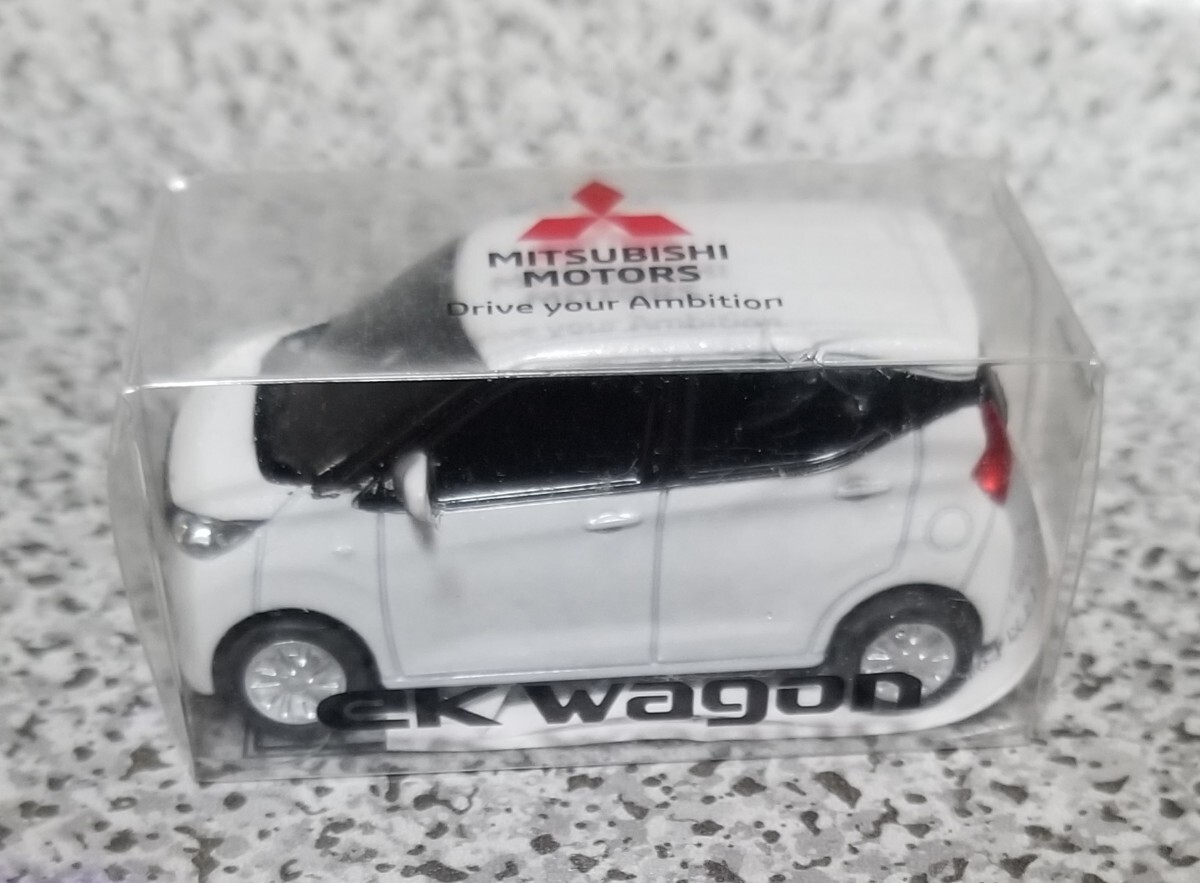 MITSUBISHI
MOTORS
Drive your Ambition
eK wagon